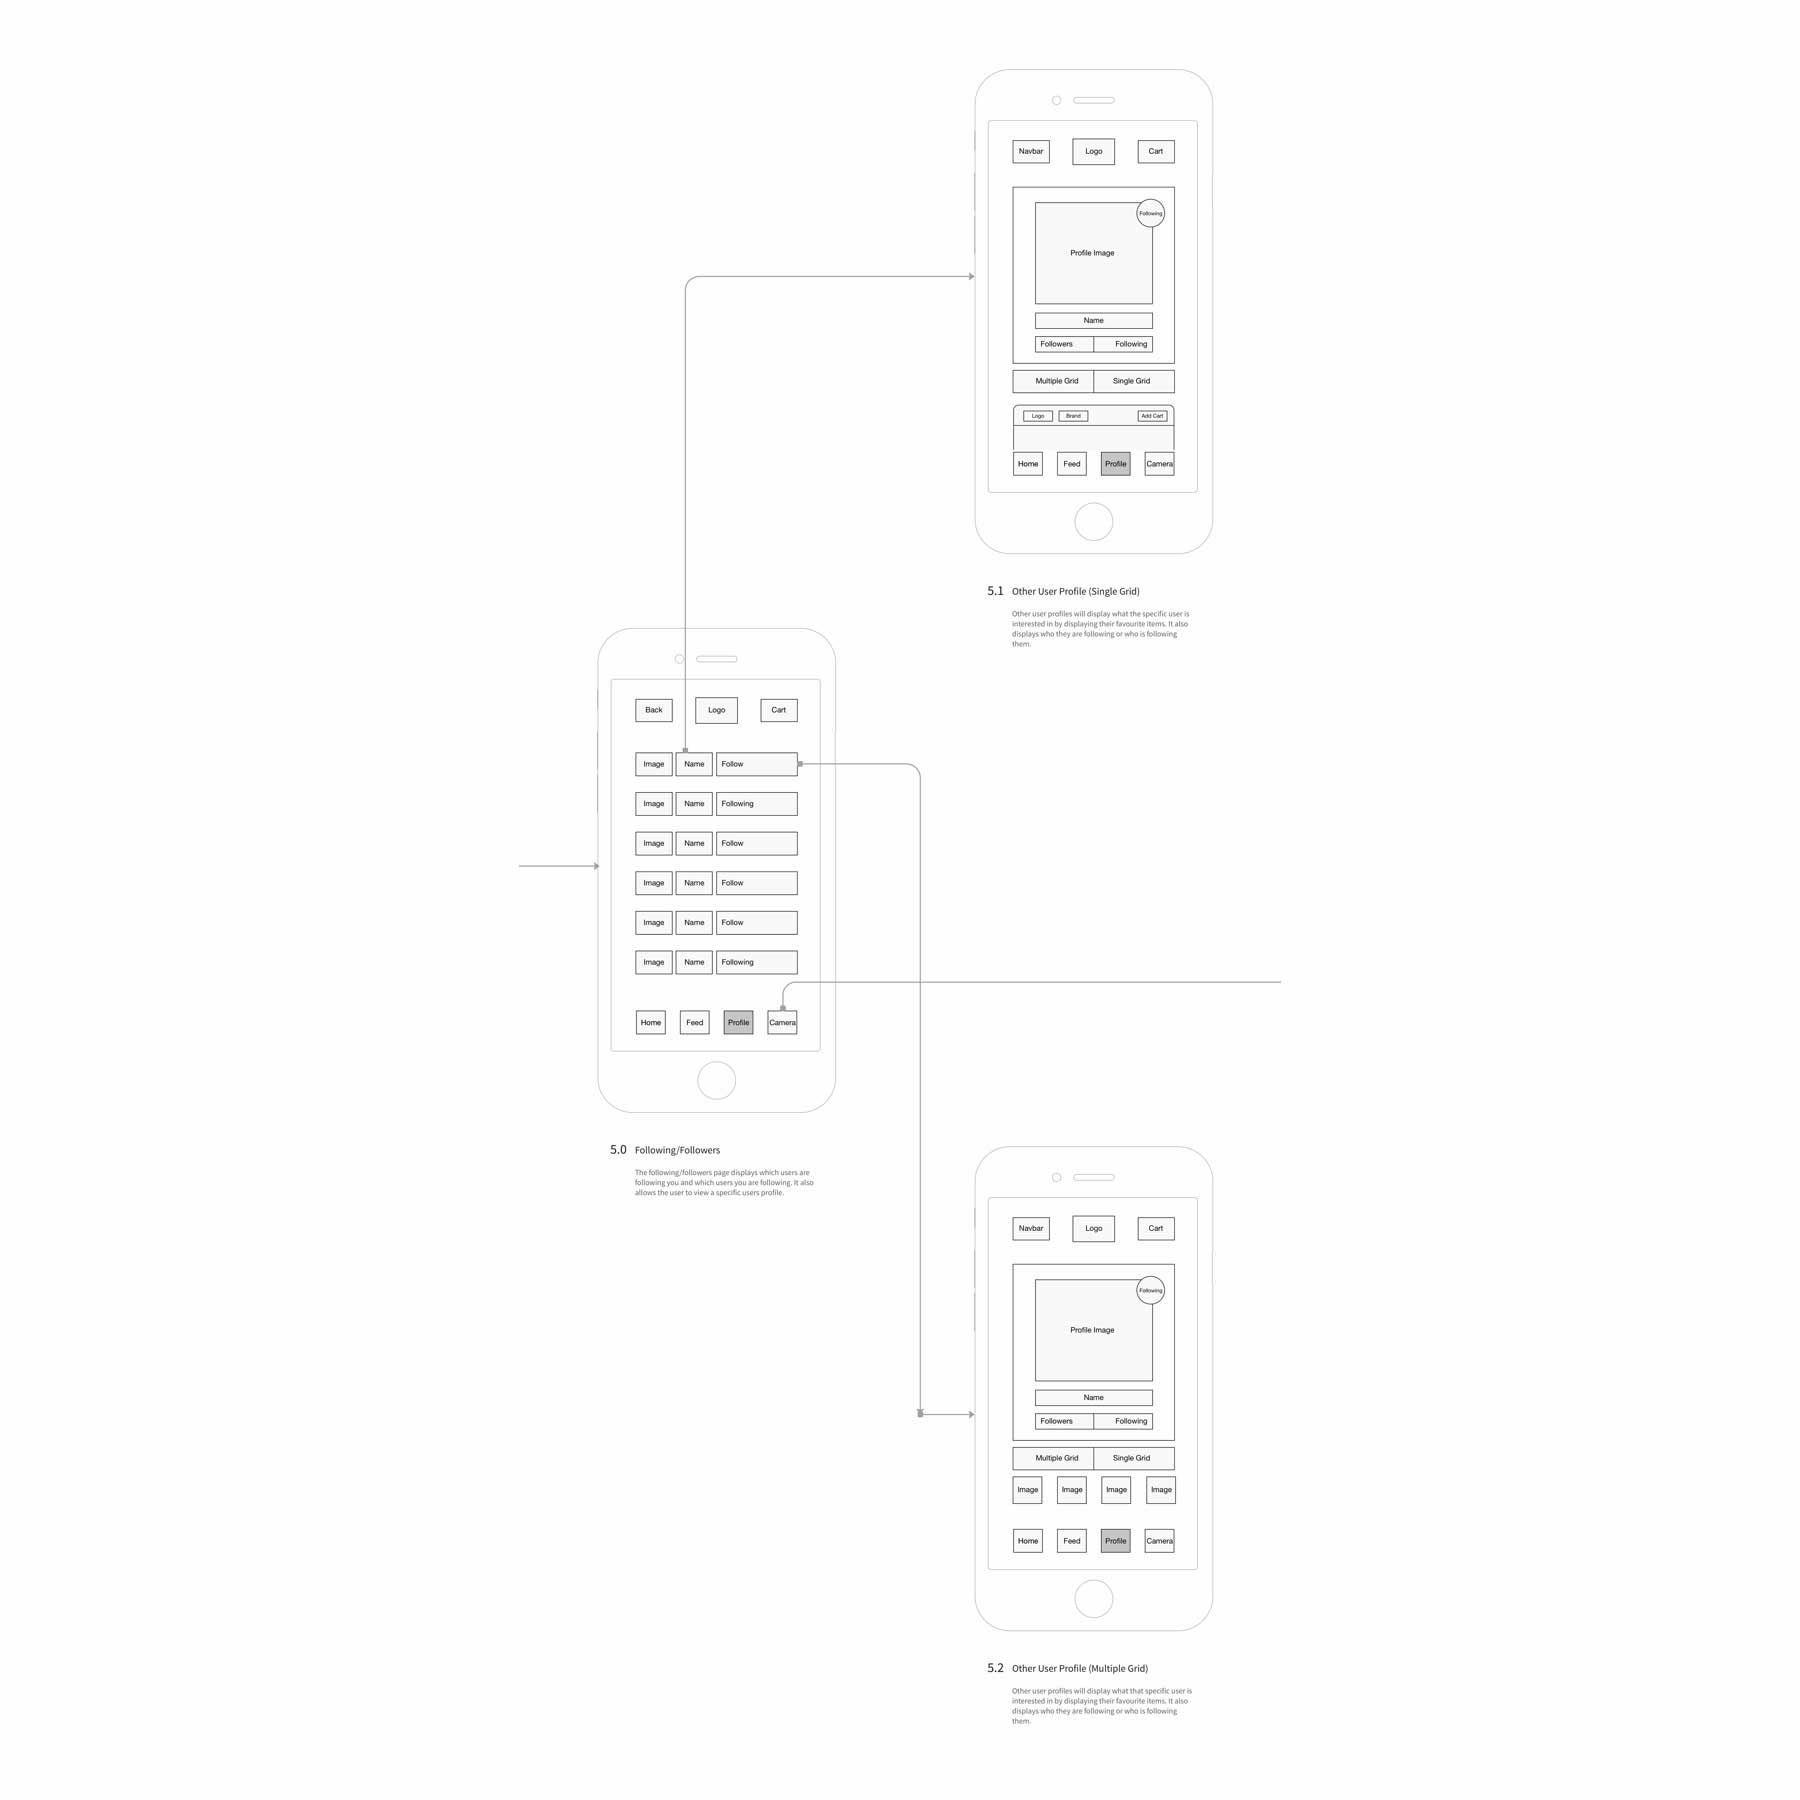 Navbar Logo Cart
Following
Profile Image
Name
Followers Following
Multiple Grid Single Grid
Logo Brand Add Cart
Home Feed Profile Camera
5.1 Other User Profile (Single Grid)
Other user profiles will display what the specific user is
interested in by displaying their favourite items. It also
displays who they are following or who is following
them.
Back Logo Cart
Image Name Follow
Image Name Following
Image Name Follow
Image Name Follow
Image Name Follow
Image Name Following
Home Feed Profile Camera
5.0 Following/Followers
The following/followers page displays which users are
following you and which users you are following. It also
allows the user to view a specific users profile.
Navbar Logo Cart
Following
Profile Image
Name
Followers Following
Multiple Grid Single Grid
Image Image Image Image
Home Feed Profile Camera
5.2 Other User Profile (Multiple Grid)
Other user profiles will display what that specific user is
interested in by displaying their favourite items. It also
displays who they are following or who is following
them.